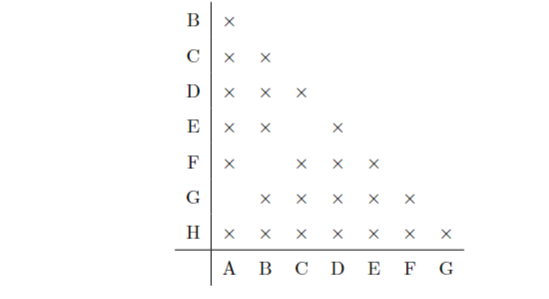 B ×
C × ×
D × × ×
E × × ×
F × × × ×
G × × × × ×
H × × × × × × ×
A B C D E F G